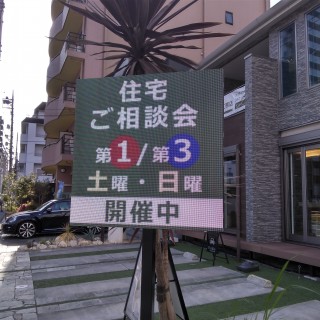 住宅
ご相談会
第1/第3
土曜・日曜
開催中